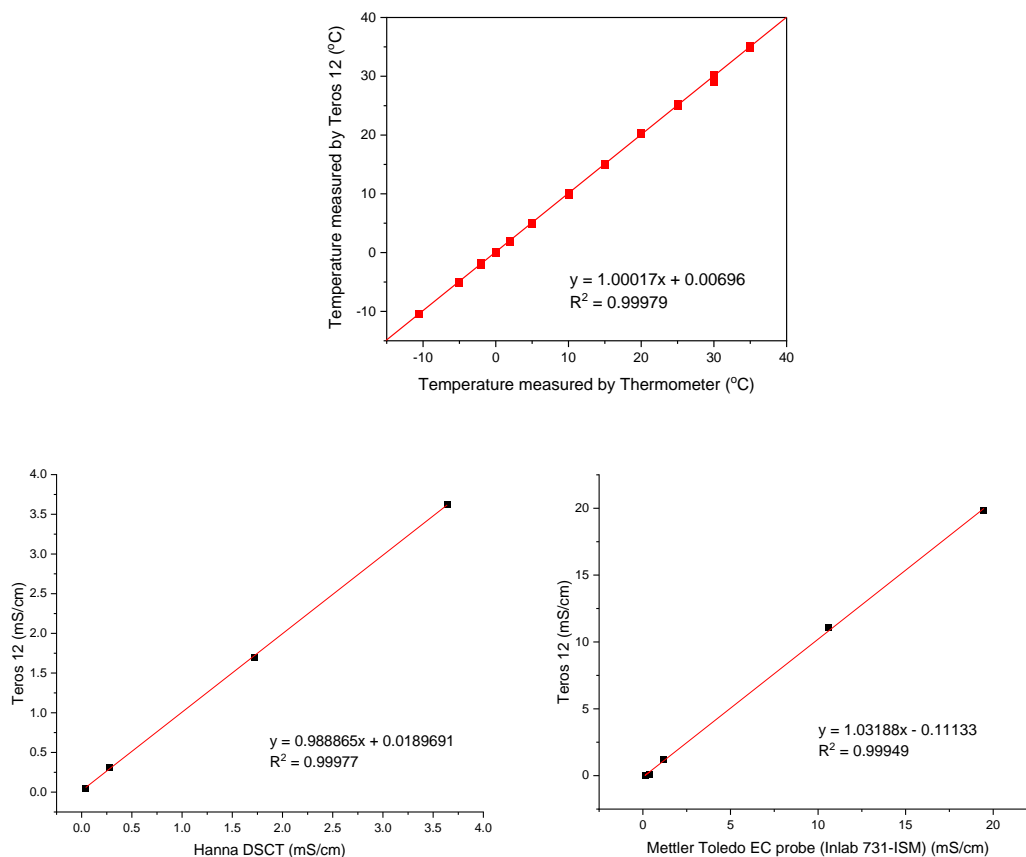 40
30
20
10
0
-10
Temperature measured by Teros 12 (°C)
y = 1.00017x + 0.00696
R² = 0.99979
-10 0 10 20 30 40
Temperature measured by Thermometer (°C)
4.0
3.5
3.0
2.5
2.0
1.5
1.0
0.5
0.0
Teros 12 (mS/cm)
y = 0.988865x + 0.0189691
R² = 0.99977
0.0 0.5 1.0 1.5 2.0 2.5 3.0 3.5 4.0
Hanna DSCT (mS/cm)
20
15
10
5
0
Teros 12 (mS/cm)
y = 1.03188x - 0.11133
R² = 0.99949
0 5 10 15 20
Mettler Toledo EC probe (Inlab 731-ISM) (mS/cm)